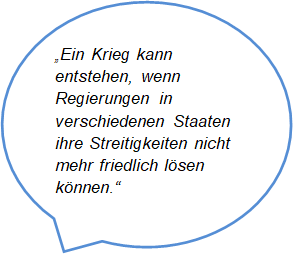 „Ein Krieg kann
entstehen, wenn
Regierungen in
verschiedenen Staaten
ihre Streitigkeiten nicht
mehr friedlich lösen
können.“